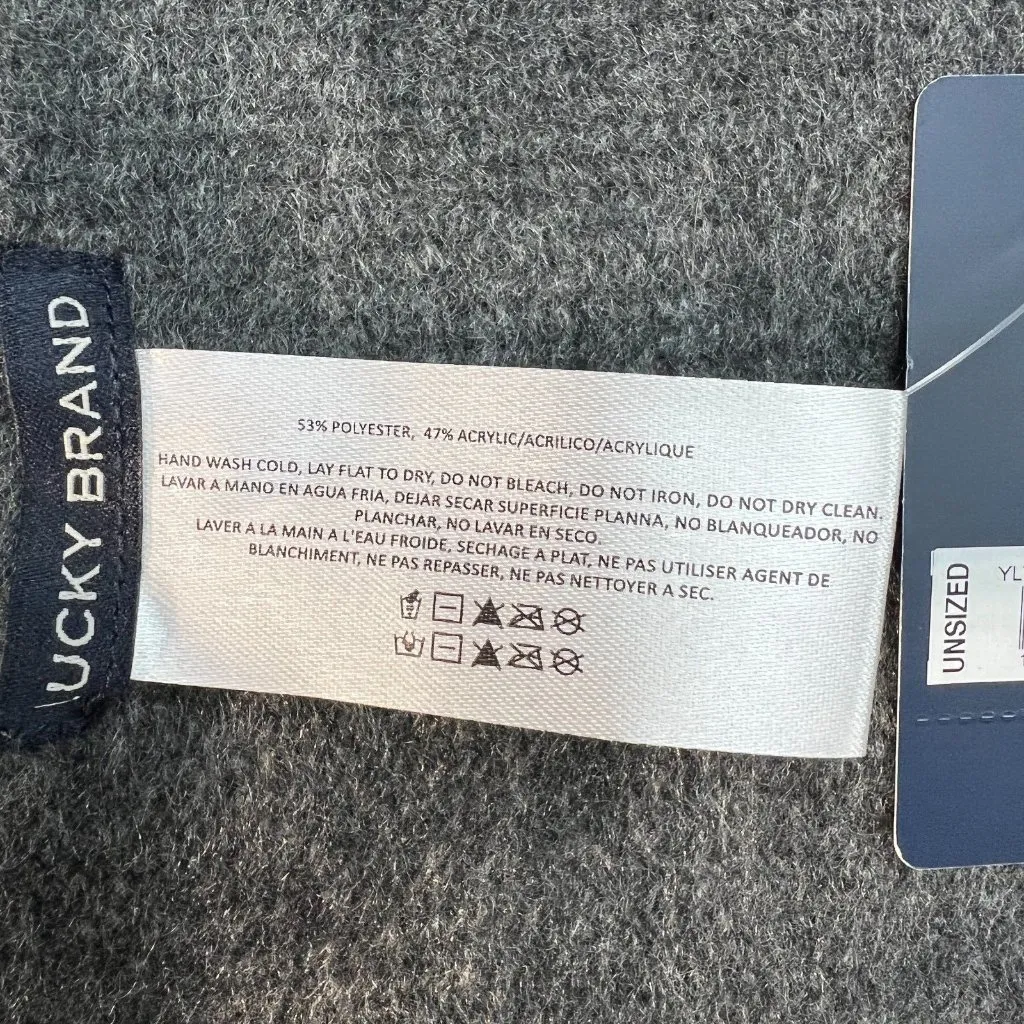 LUCKY BRAND
53% POLYESTER, 47% ACRYLIC/ACRILICO/ACRYLIQUE
HAND WASH COLD, LAY FLAT TO DRY, DO NOT BLEACH, DO NOT IRON, DO NOT DRY CLEAN.
LAVAR A MANO EN AGUA FRIA, DEJAR SECAR SUPERFICIE PLANNA, NO BLANQUEADOR, NO
PLANCHAR, NO LAVAR EN SECO.
LAVER A LA MAIN A L'EAU FROIDE, SECHAGE A PLAT, NE PAS UTILISER AGENT DE
BLANCHIMENT, NE PAS REPASSER, NE PAS NETTOYER A SEC.
UNSIZED